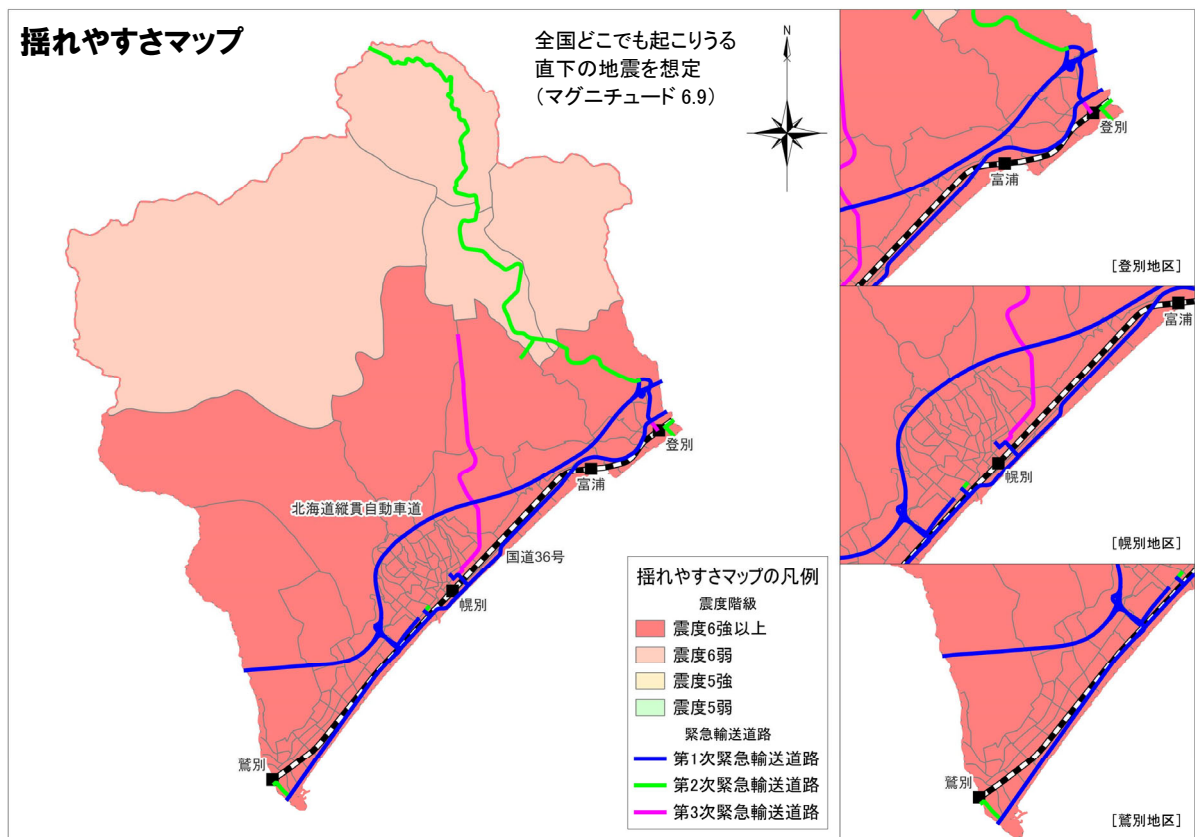 揺れやすさマップ
全国どこでも起こりうる
直下の地震を想定
（マグニチュード 6.9）
N
登別
富浦
北海道縦貫自動車道
国道36号
幌別
鷲別
揺れやすさマップの凡例
震度階級
震度6強以上
震度6弱
震度5強
震度5弱
緊急輸送道路
第1次緊急輸送道路
第2次緊急輸送道路
第3次緊急輸送道路
登別
富浦
[登別地区]
富浦
幌別
[幌別地区]
鷲別
[鷲別地区]